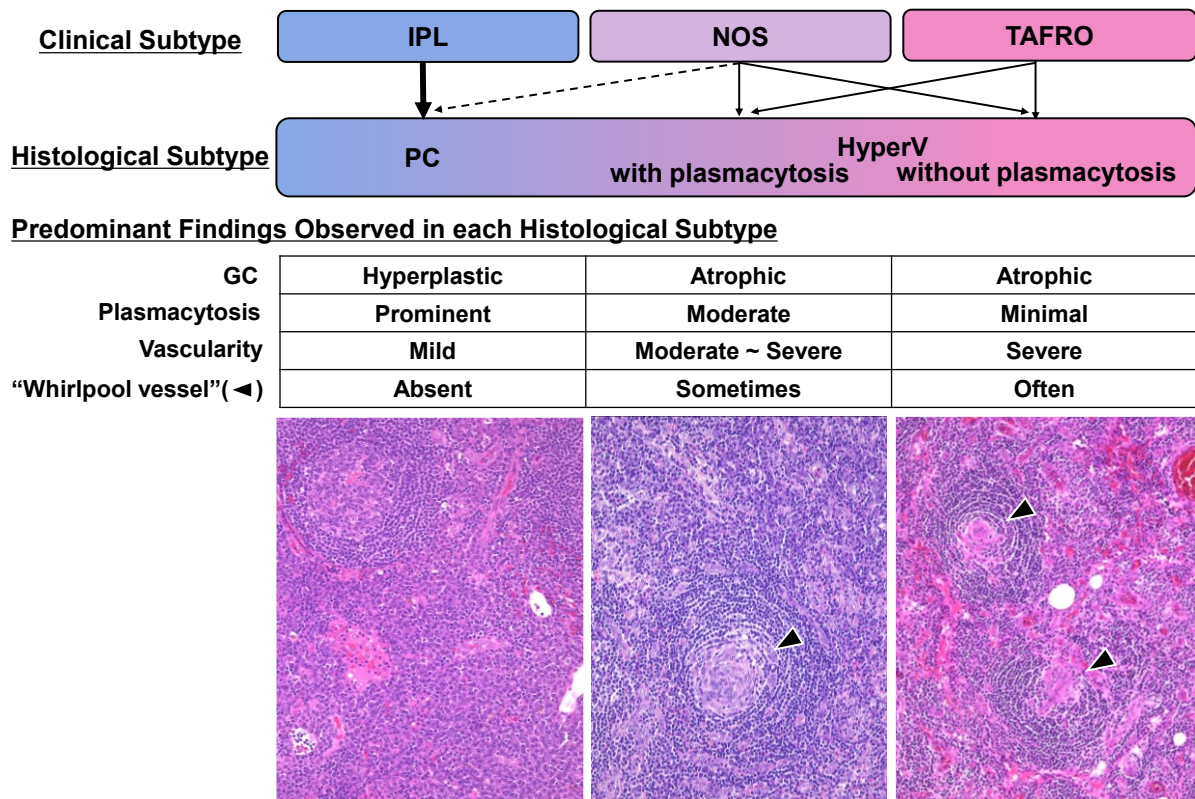 Clinical Subtype IPL NOS TAFRO
Histological Subtype PC HyperV
with plasmacytosis without plasmacytosis
Predominant Findings Observed in each Histological Subtype
GC Hyperplastic Atrophic Atrophic
Plasmacytosis Prominent Moderate Minimal
Vascularity Mild Moderate ~ Severe Severe
“Whirlpool vessel”(◄) Absent Sometimes Often